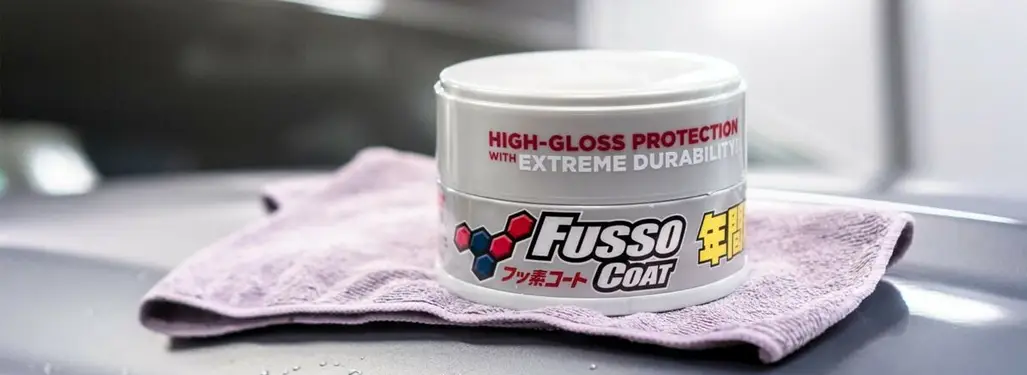 HIGH-GLOSS PROTECTION
WITH EXTREME DURABILITY!
FUSSO
COAT
フッ素コート
年間